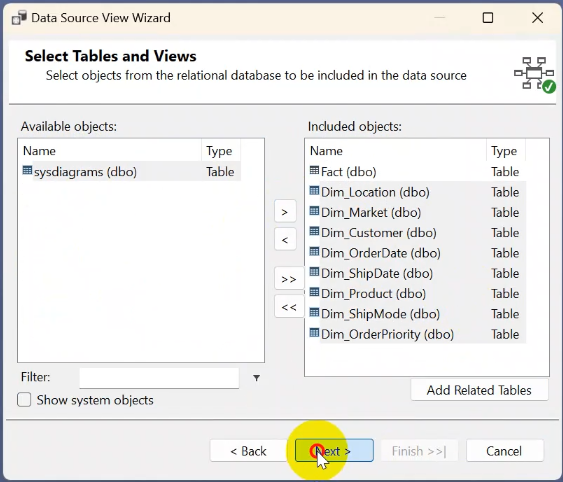 Data Source View Wizard
Select Tables and Views
Select objects from the relational database to be included in the data source
Available objects:
Name Type
sysdiagrams (dbo) Table
Included objects:
Name Type
Fact (dbo) Table
Dim_Location (dbo) Table
Dim_Market (dbo) Table
Dim_Customer (dbo) Table
Dim_OrderDate (dbo) Table
Dim_ShipDate (dbo) Table
Dim_Product (dbo) Table
Dim_ShipMode (dbo) Table
Dim_OrderPriority (dbo) Table
>
<
>>
<<
Filter:
Show system objects
Add Related Tables
< Back Next > Finish >>| Cancel